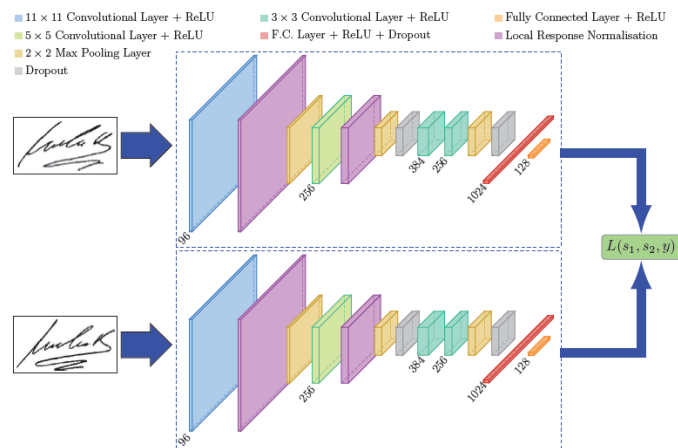 11 × 11 Convolutional Layer + ReLU
3 × 3 Convolutional Layer + ReLU
Fully Connected Layer + ReLU
5 × 5 Convolutional Layer + ReLU
F.C. Layer + ReLU + Dropout
Local Response Normalisation
2 × 2 Max Pooling Layer
Dropout
96
256
384
256
1024
128
L(s₁, s₂, y)
96
256
384
256
1024
128